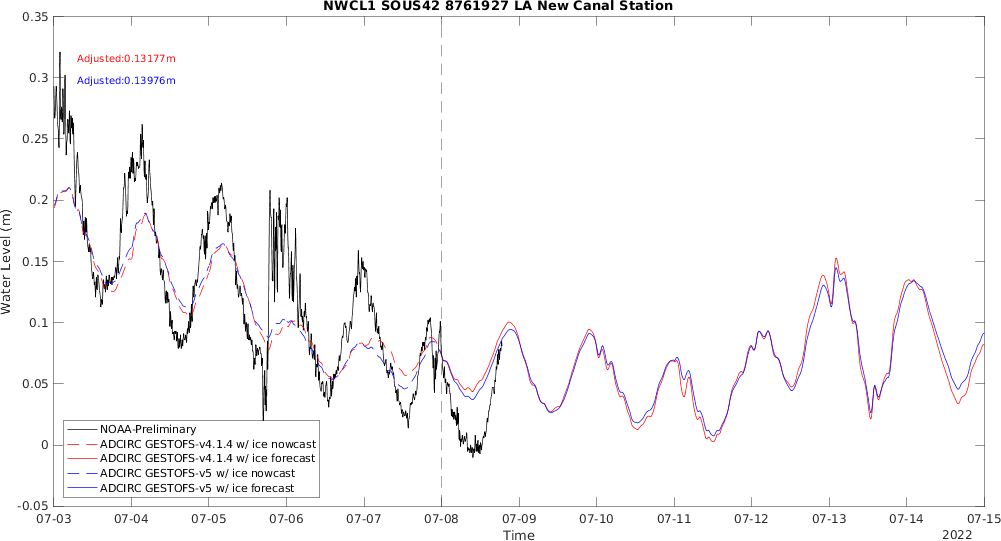 NWCL1 SOUS42 8761927 LA New Canal Station
0.35
0.3
0.25
0.2
0.15
0.1
0.05
0
-0.05
Water Level (m)
Adjusted:0.13177m
Adjusted:0.13976m
NOAA-Preliminary
ADCIRC GESTOFS-v4.1.4 w/ ice nowcast
ADCIRC GESTOFS-v4.1.4 w/ ice forecast
ADCIRC GESTOFS-v5 w/ ice nowcast
ADCIRC GESTOFS-v5 w/ ice forecast
07-03 07-04 07-05 07-06 07-07 07-08 07-09 07-10 07-11 07-12 07-13 07-14 07-15
Time
2022